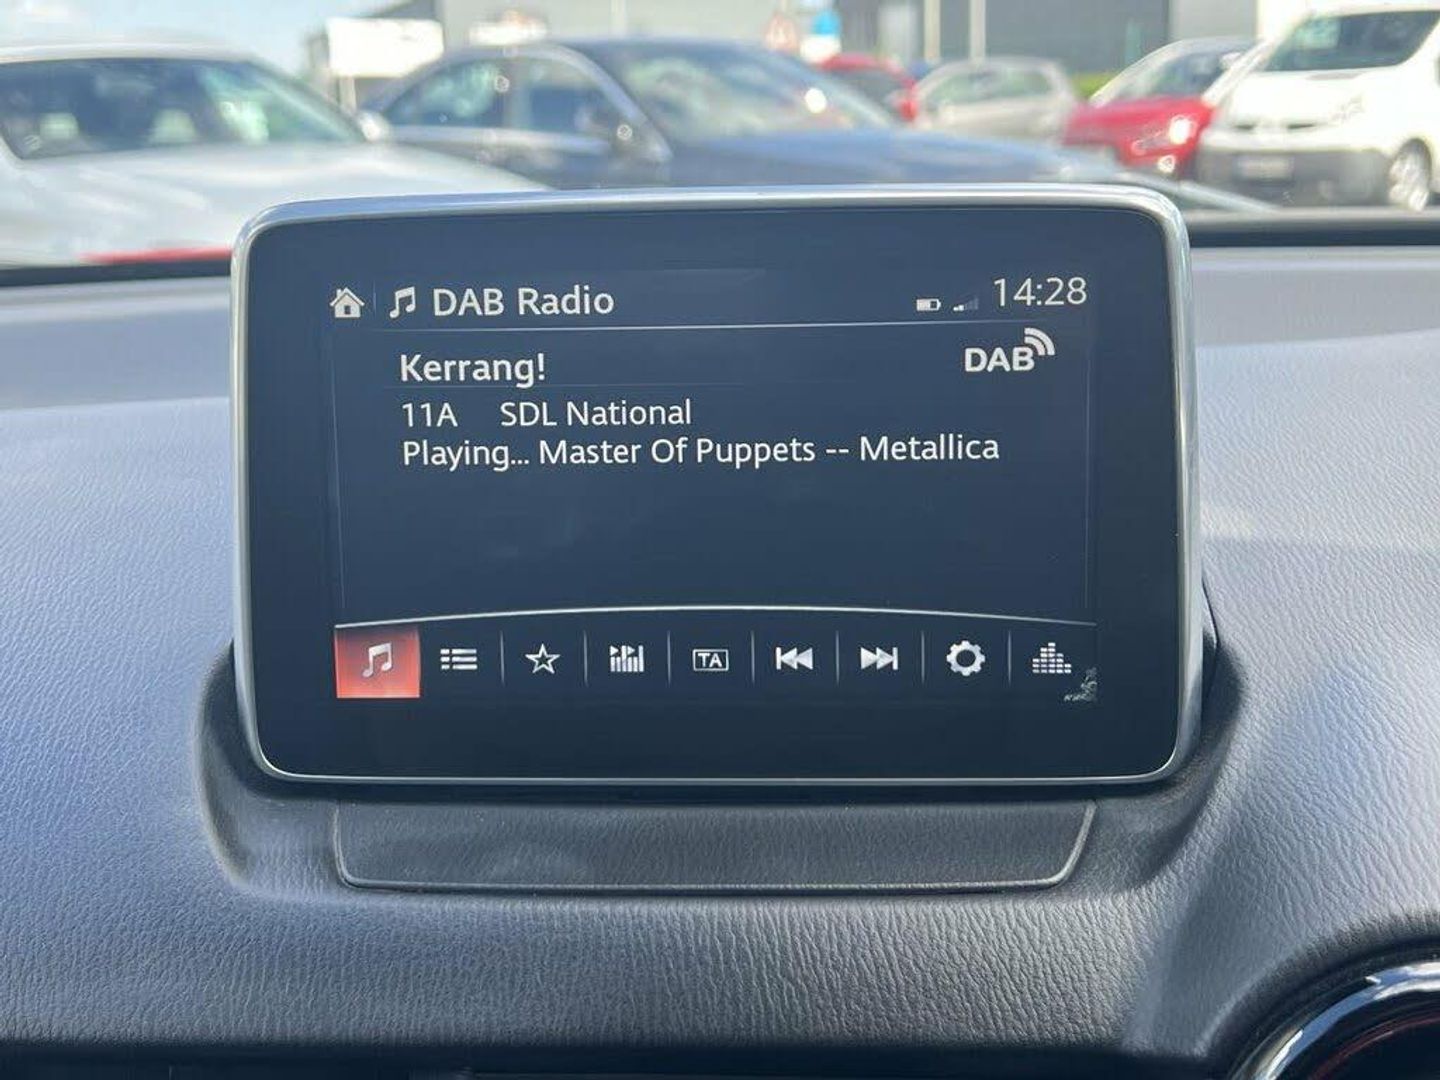 DAB Radio
14:28
Kerrang!
DAB
11A SDL National
Playing... Master Of Puppets -- Metallica
TA